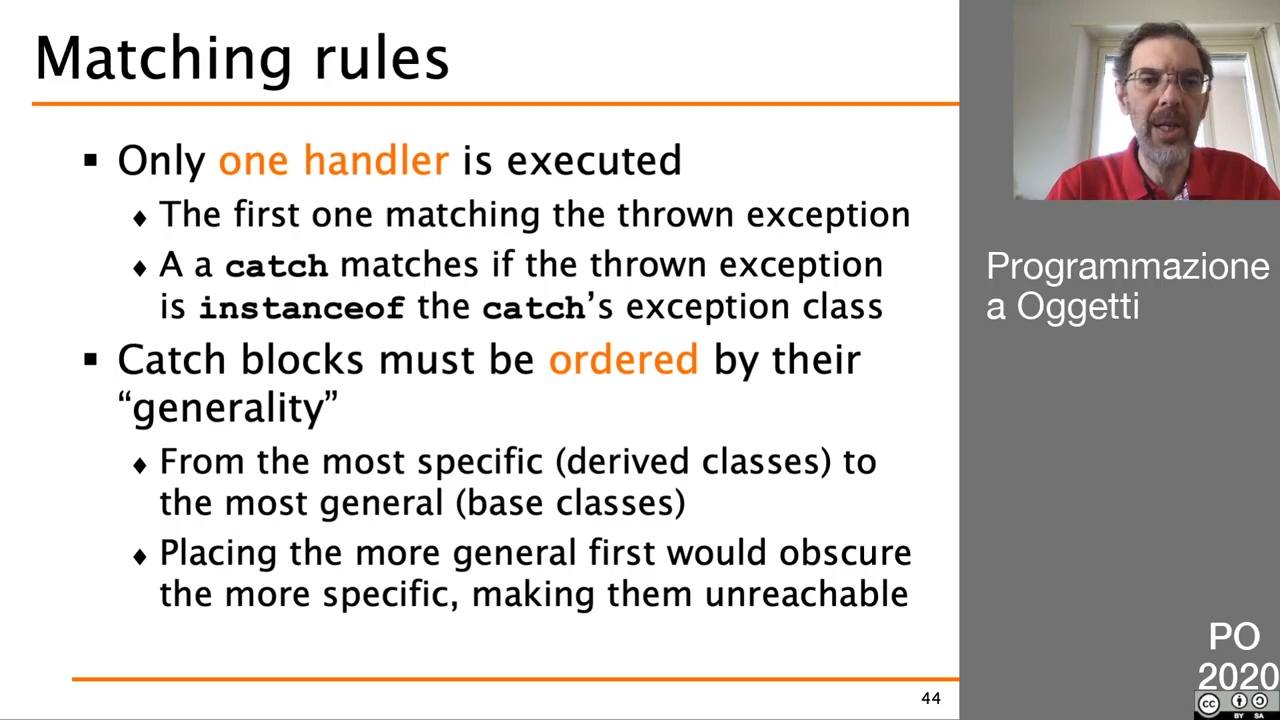 Matching rules
▪ Only one handler is executed
♦ The first one matching the thrown exception
♦ A a catch matches if the thrown exception
is instanceof the catch’s exception class
▪ Catch blocks must be ordered by their
“generality”
♦ From the most specific (derived classes) to
the most general (base classes)
♦ Placing the more general first would obscure
the more specific, making them unreachable
44
Programmazione
a Oggetti
PO
2020
cc
BY SA